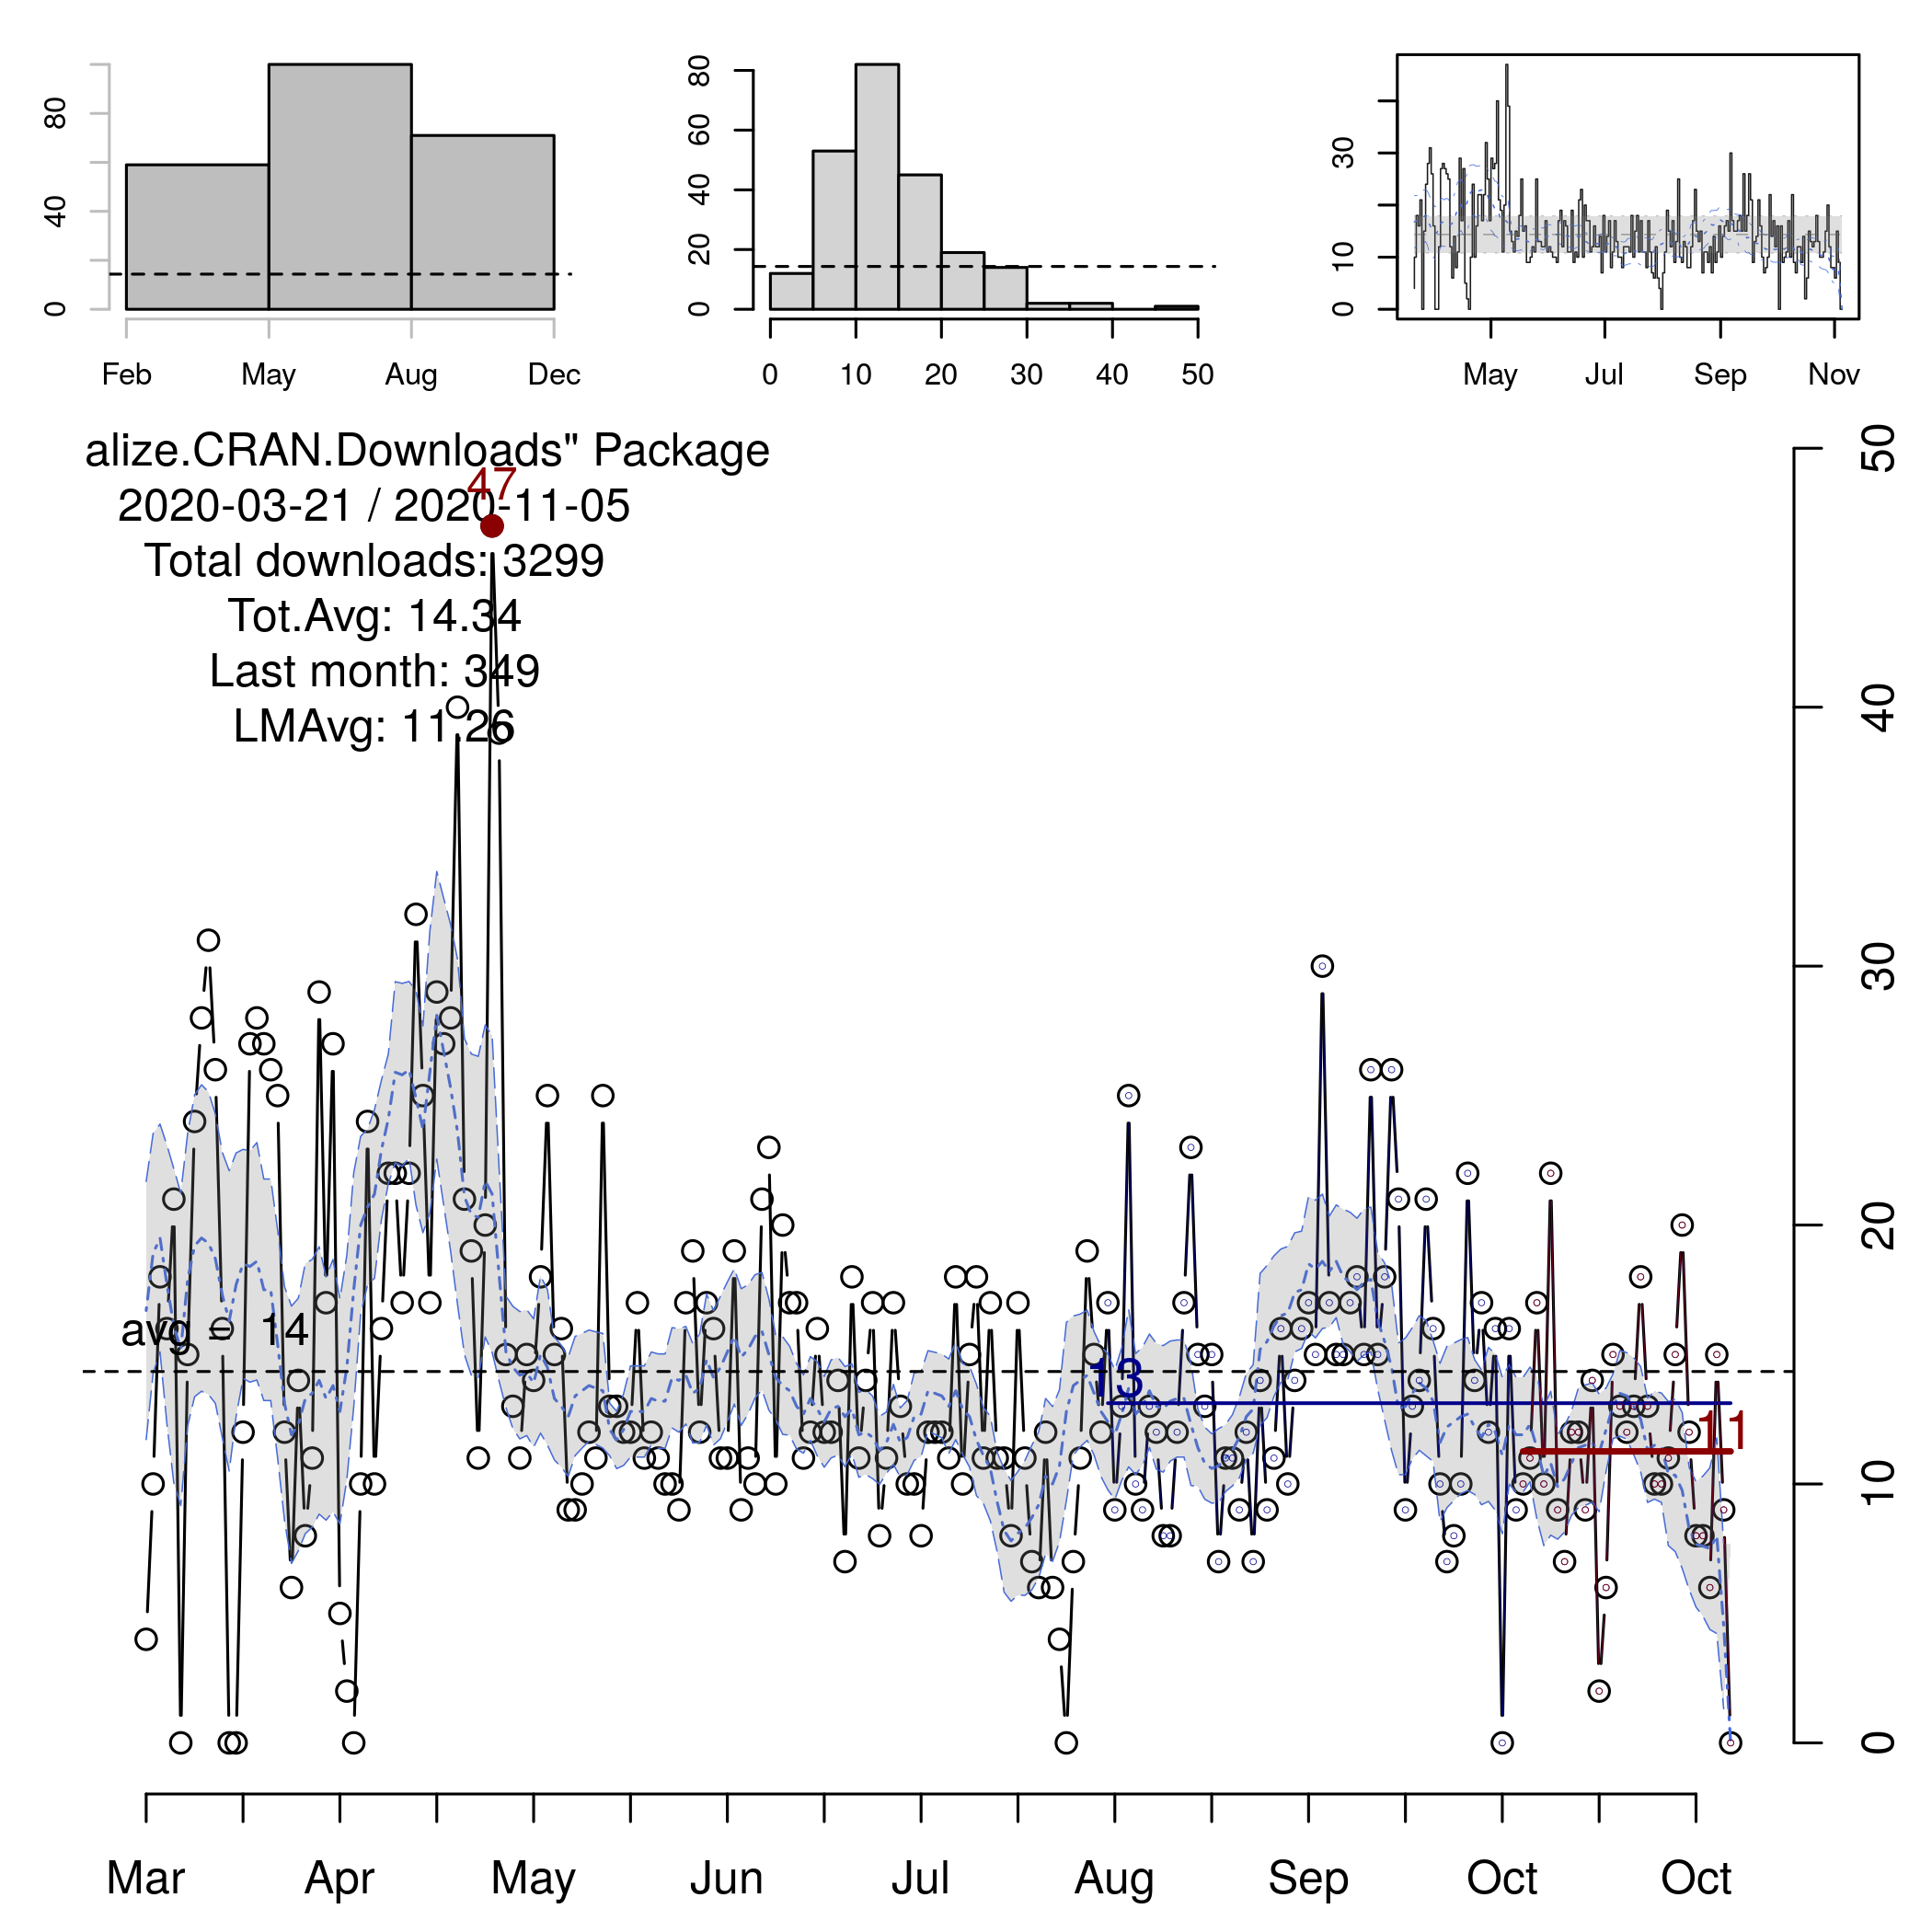 0 40 80
Feb May Aug Dec
0 20 40 60 80
0 10 20 30 40 50
0 10 30
May Jul Sep Nov
alize.CRAN.Downloads" Package
47
2020-03-21 / 2020-11-05
Total downloads: 3299
Tot.Avg: 14.34
Last month: 349
LMAvg: 11.26
avg = 14
13
11
0 10 20 30 40 50
Mar Apr May Jun Jul Aug Sep Oct Oct